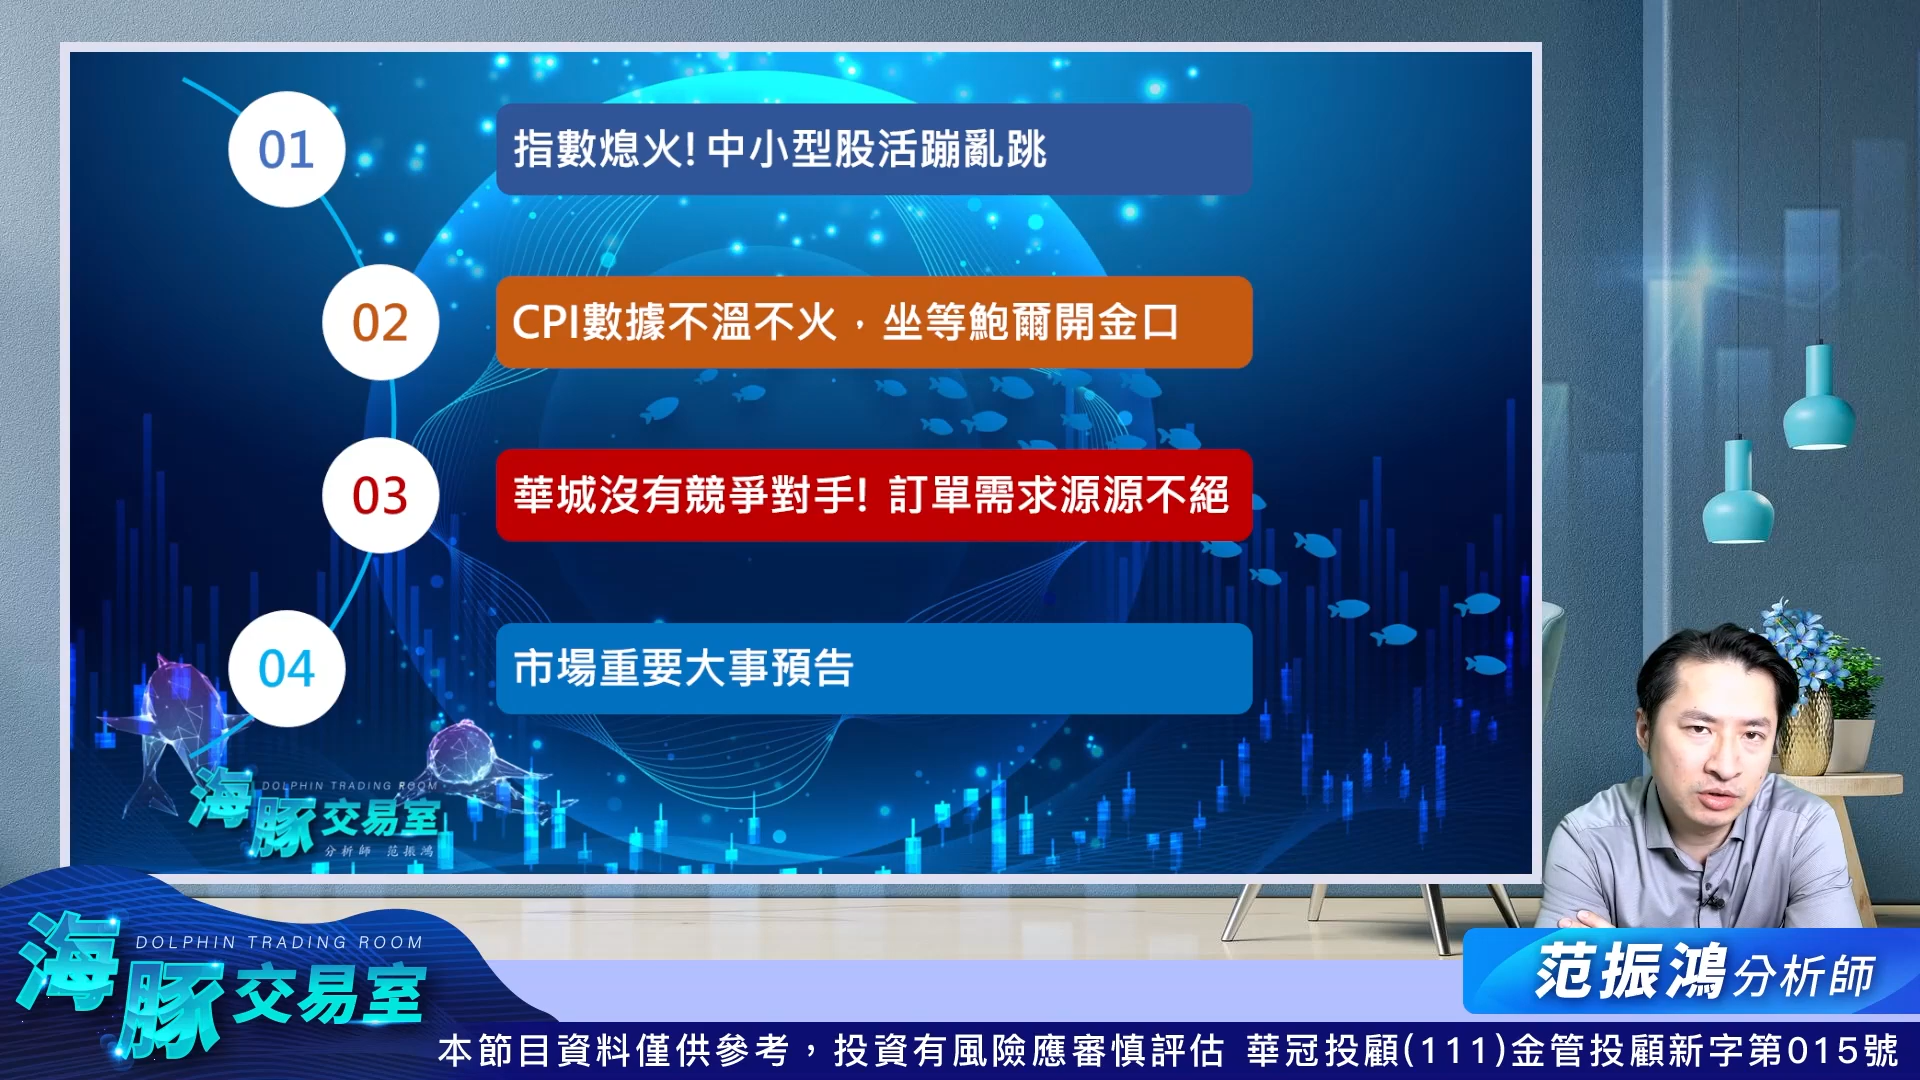 01
指數熄火! 中小型股活蹦亂跳
02
CPI數據不溫不火，坐等鮑爾開金口
03
華城沒有競爭對手! 訂單需求源源不絕
04
市場重要大事預告
DOLPHIN TRADING ROOM
海豚交易室
分析師 范振鴻
DOLPHIN TRADING ROOM
海豚交易室
范振鴻分析師
本節目資料僅供參考，投資有風險應審慎評估 華冠投顧(111)金管投顧新字第015號